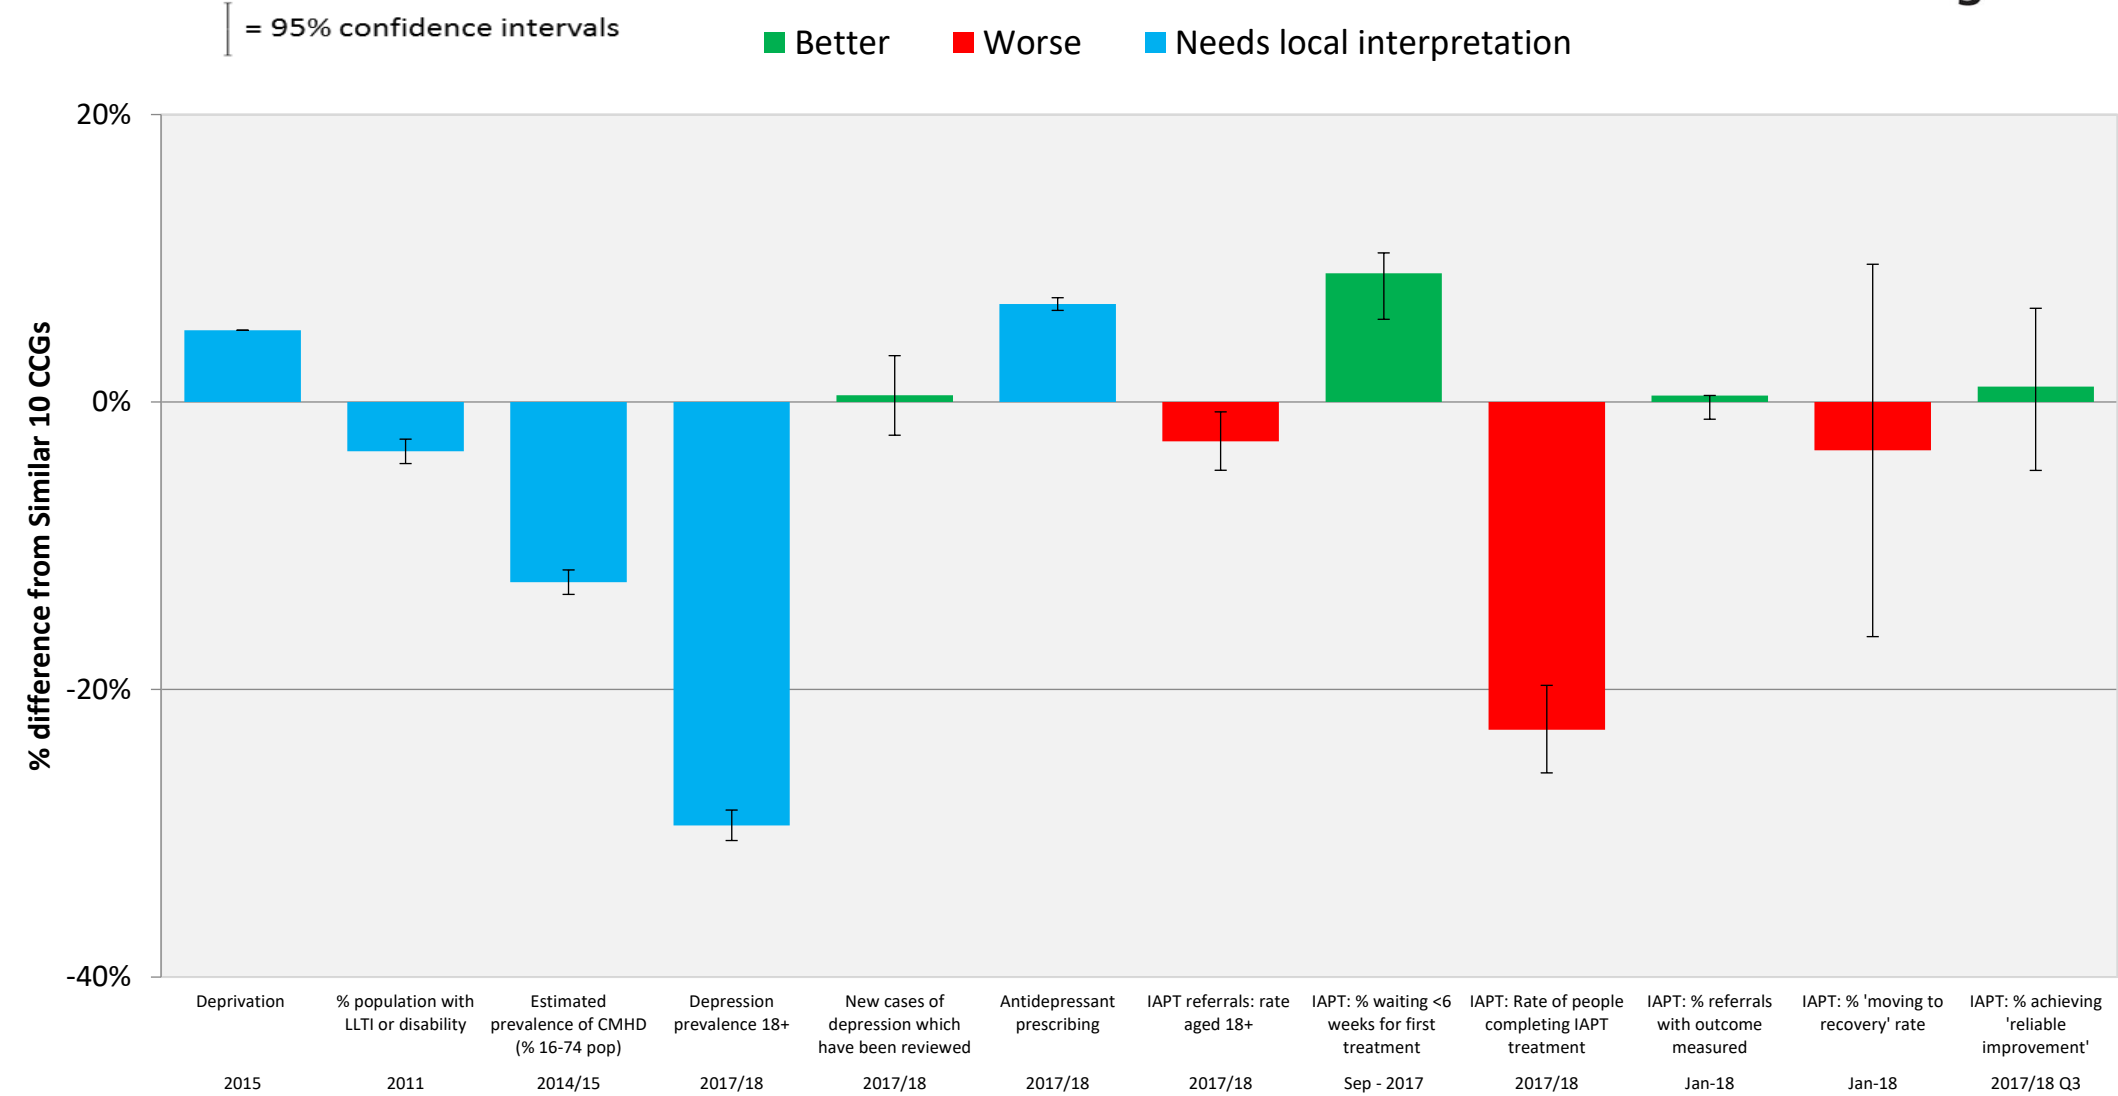 = 95% confidence intervals
Better
Worse
Needs local interpretation
% difference from Similar 10 CCGs
20%
0%
-20%
-40%
Deprivation
2015
% population with
LLTI or disability
2011
Estimated
prevalence of CMHD
(% 16-74 pop)
2014/15
Depression
prevalence 18+
2017/18
New cases of
depression which
have been reviewed
2017/18
Antidepressant
prescribing
2017/18
IAPT referrals: rate
aged 18+
2017/18
IAPT: % waiting <6
weeks for first
treatment
Sep - 2017
IAPT: Rate of people
completing IAPT
treatment
2017/18
IAPT: % referrals
with outcome
measured
Jan-18
IAPT: % 'moving to
recovery' rate
Jan-18
IAPT: % achieving
'reliable
improvement'
2017/18 Q3